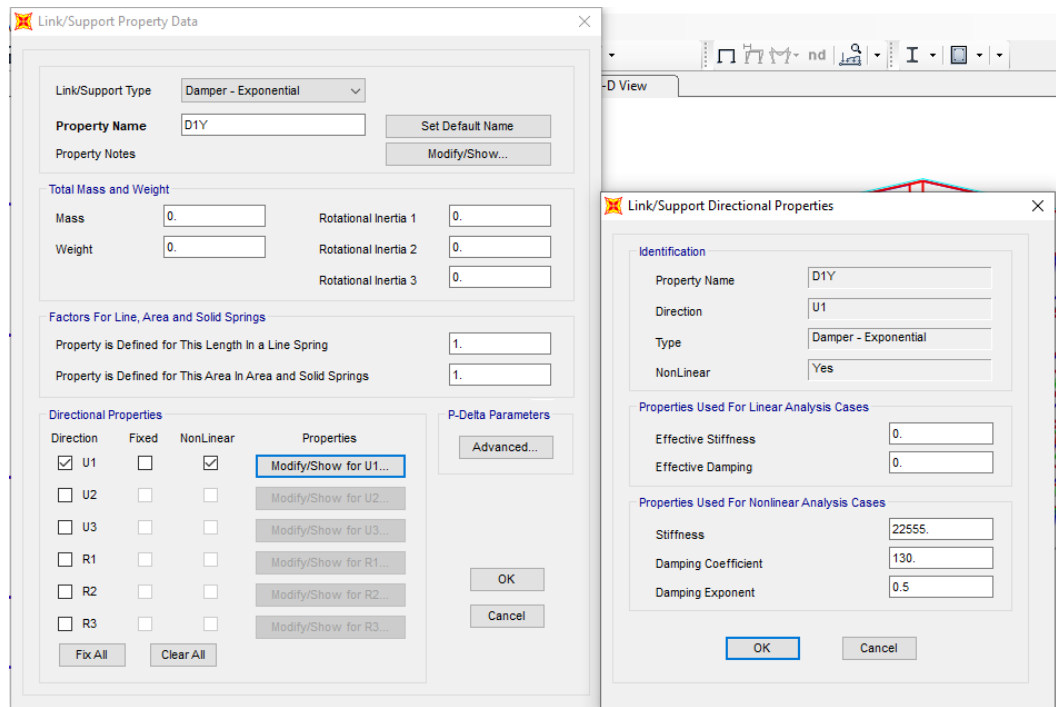 Link/Support Property Data
Link/Support Type
Damper - Exponential
Property Name
D1Y
Set Default Name
Property Notes
Modify/Show...
Total Mass and Weight
Mass
0.
Rotational Inertia 1
0.
Weight
0.
Rotational Inertia 2
0.
Rotational Inertia 3
0.
Factors For Line, Area and Solid Springs
Property is Defined for This Length In a Line Spring
1.
Property is Defined for This Area In Area and Solid Springs
1.
Directional Properties
Direction Fixed NonLinear Properties
U1
Modify/Show for U1...
U2
Modify/Show for U2...
U3
Modify/Show for U3...
R1
Modify/Show for R1...
R2
Modify/Show for R2...
R3
Modify/Show for R3...
Fix All
Clear All
P-Delta Parameters
Advanced...
OK
Cancel
nd
-D View
Link/Support Directional Properties
Identification
Property Name
D1Y
Direction
U1
Type
Damper - Exponential
NonLinear
Yes
Properties Used For Linear Analysis Cases
Effective Stiffness
0.
Effective Damping
0.
Properties Used For Nonlinear Analysis Cases
Stiffness
22555.
Damping Coefficient
130.
Damping Exponent
0.5
OK
Cancel